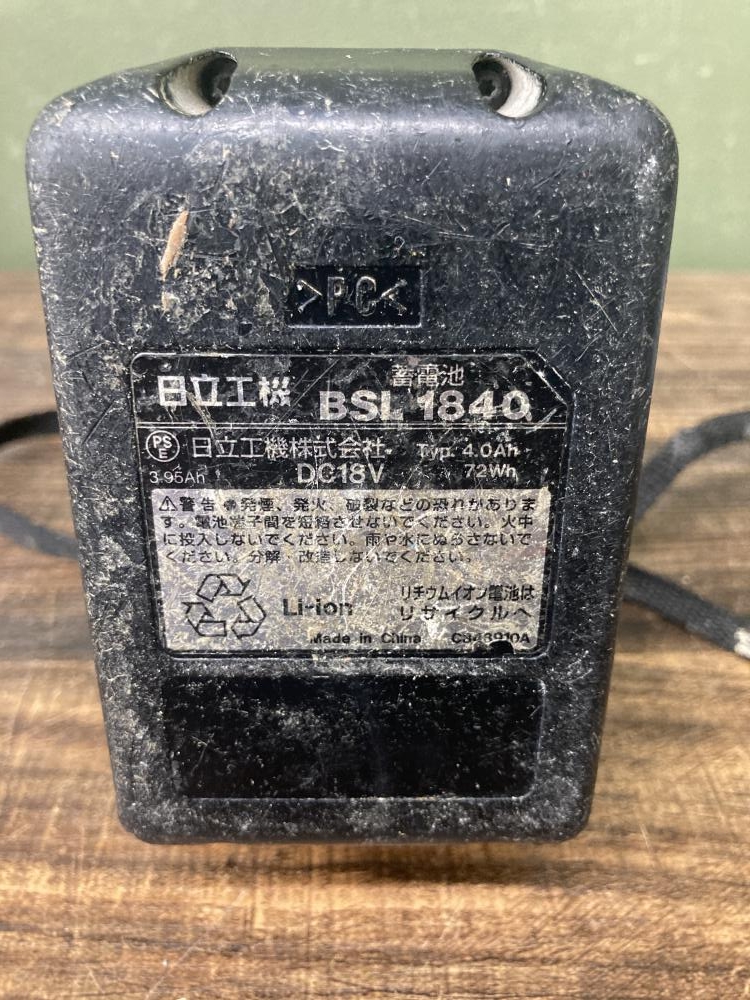 >PC<
日立工機
蓄電池
BSL 1840
PS
E
日立工機株式会社
Typ. 4.0Ah
3.95Ah
DC18V
72Wh
⚠警告 ●発煙、発火、破裂などの恐れがありま
す。電池端子間を短絡させないでください。火中
に投入しないでください。雨や水にぬらさないで
ください。分解・改造しないでください。
Li-ion
リチウムイオン電池は
リサイクルへ
Made in China